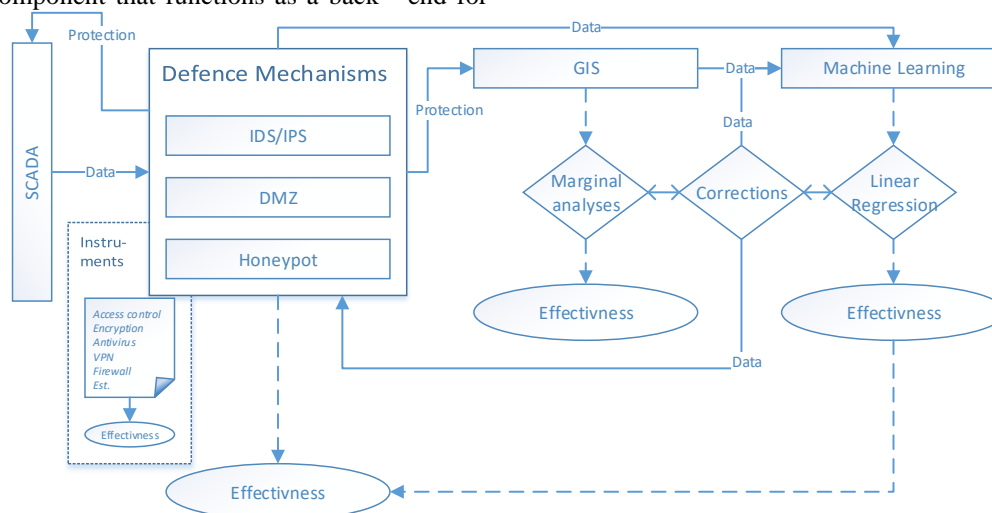 component that functions as a back – end for
Data
Protection
Defence Mechanisms
GIS
Data
Machine Learning
Protection
Data
IDS/IPS
SCADA
Data
DMZ
Marginal
analyses
Corrections
Linear
Regression
Instru-
ments
Honeypot
Access control
Encryption
Antivirus
VPN
Firewall
Est.
Effectivness
Effectivness
Data
Effectivness
Effectivness